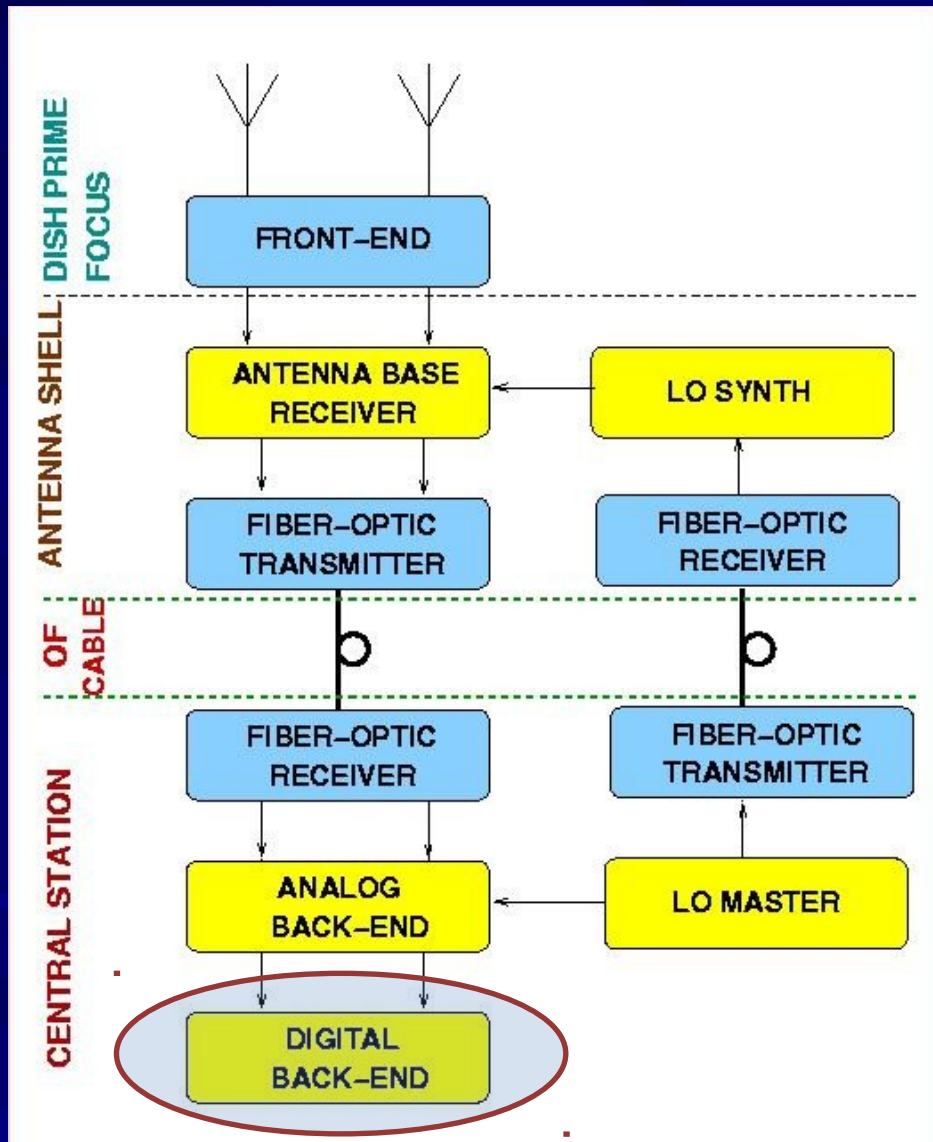 DISH PRIME
FOCUS
FRONT–END
ANTENNA SHELL
ANTENNA BASE
RECEIVER
LO SYNTH
FIBER–OPTIC
TRANSMITTER
FIBER–OPTIC
RECEIVER
OF
CABLE
CENTRAL STATION
FIBER–OPTIC
RECEIVER
FIBER–OPTIC
TRANSMITTER
ANALOG
BACK–END
LO MASTER
DIGITAL
BACK–END